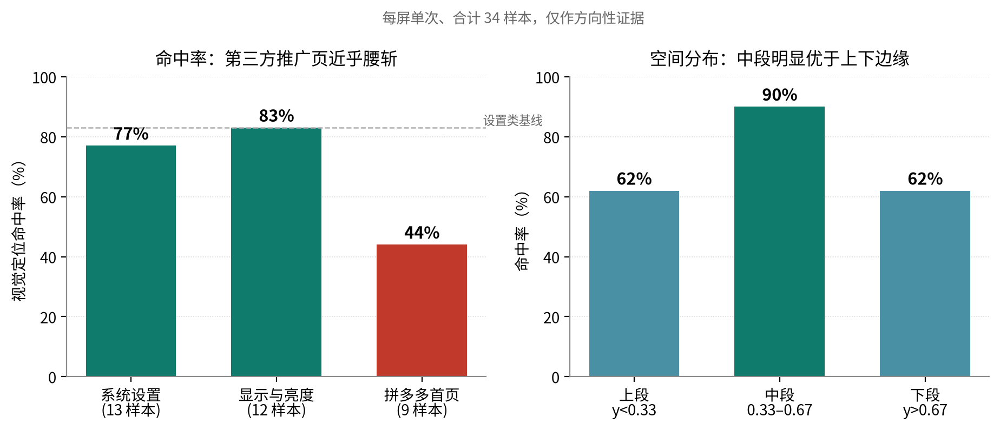 每屏单次、合计 34 样本，仅作方向性证据
命中率：第三方推广页近乎腰斩
视觉定位命中率（%）
100
80
60
40
20
0
77%
83%
44%
设置类基线
系统设置
(13 样本)
显示与亮度
(12 样本)
拼多多首页
(9 样本)
空间分布：中段明显优于上下边缘
命中率（%）
100
80
60
40
20
0
62%
90%
62%
上段
y<0.33
中段
0.33–0.67
下段
y>0.67